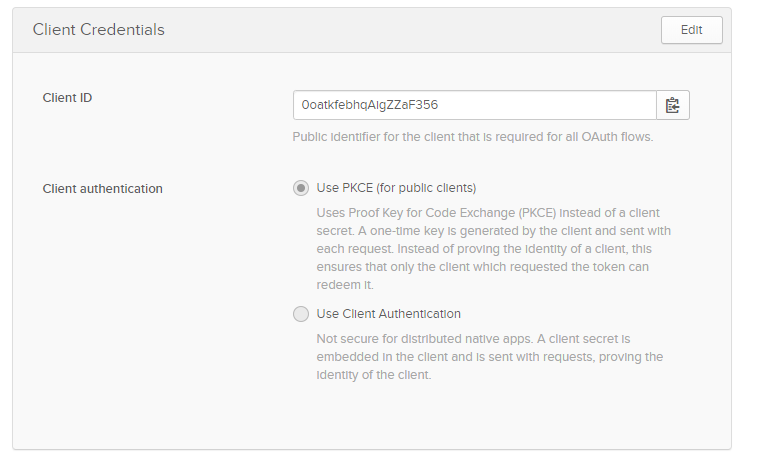 Client Credentials
Edit
Client ID
0oatkfebhqAigZZaF356
Public identifier for the client that is required for all OAuth flows.
Client authentication
Use PKCE (for public clients)
Uses Proof Key for Code Exchange (PKCE) instead of a client
secret. A one-time key is generated by the client and sent with
each request. Instead of proving the identity of a client, this
ensures that only the client which requested the token can
redeem it.
Use Client Authentication
Not secure for distributed native apps. A client secret is
embedded in the client and is sent with requests, proving the
identity of the client.